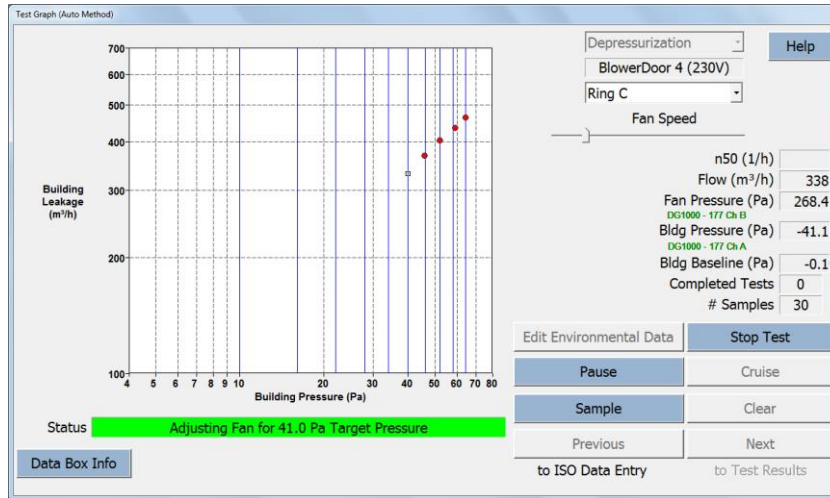 Test Graph (Auto Method)
700
600
500
400
300
200
100
Building
Leakage
(m³/h)
4 5 6 7 8 9 10 20 30 40 50 60 70 80
Building Pressure (Pa)
Status Adjusting Fan for 41.0 Pa Target Pressure
Data Box Info
Depressurization
Help
BlowerDoor 4 (230V)
Ring C
Fan Speed
n50 (1/h)
Flow (m³/h) 338
Fan Pressure (Pa) 268.4
DG1000 - 177 Ch B
Bldg Pressure (Pa) -41.1
DG1000 - 177 Ch A
Bldg Baseline (Pa) -0.1
Completed Tests 0
# Samples 30
Edit Environmental Data Stop Test
Pause Cruise
Sample Clear
Previous Next
to ISO Data Entry to Test Results